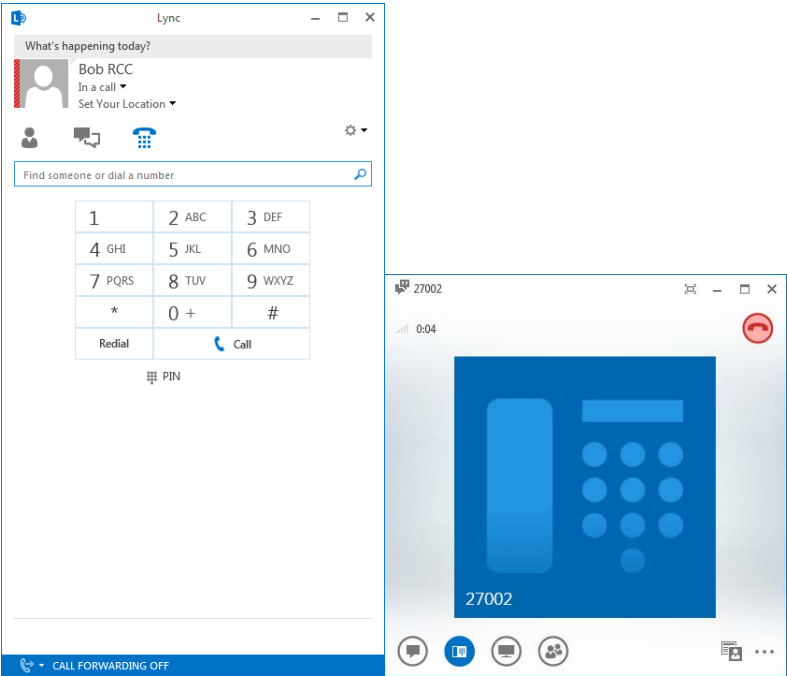 Lync
What's happening today?
Bob RCC
In a call
Set Your Location
Find someone or dial a number
1
2 ABC
3 DEF
4 GHI
5 JKL
6 MNO
7 PQRS
8 TUV
9 WXYZ
*
0 +
#
Redial
Call
PIN
CALL FORWARDING OFF
27002
0:04
27002